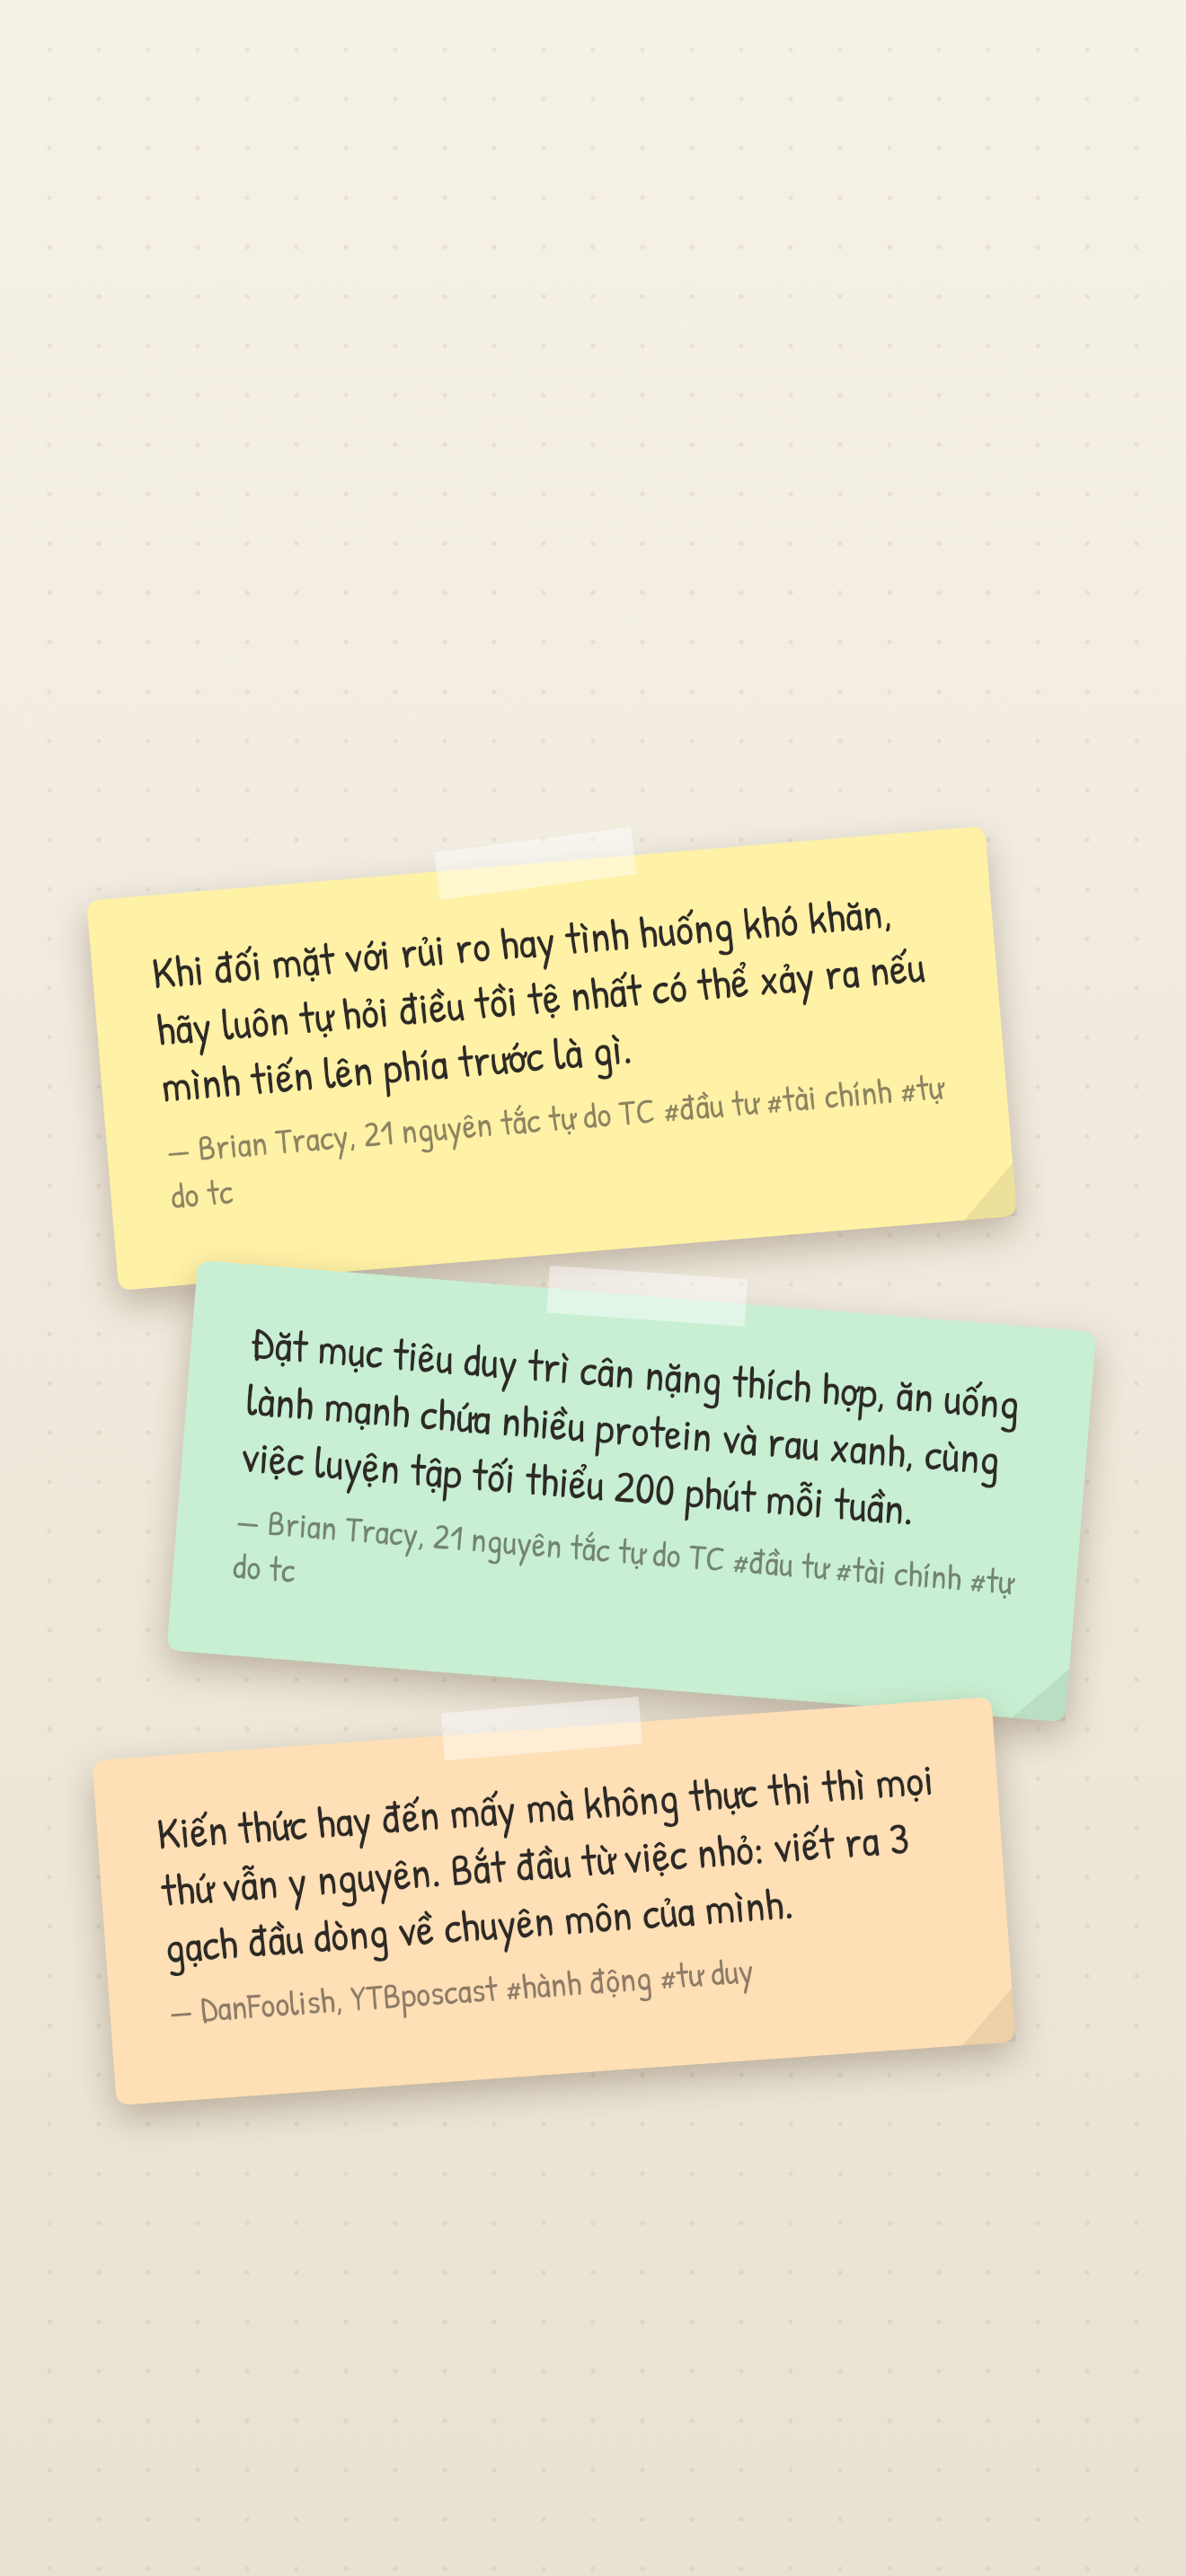 Khi đối mặt với rủi ro hay tình huống khó khăn,
hãy luôn tự hỏi điều tồi tệ nhất có thể xảy ra nếu
mình tiến lên phía trước là gì.
— Brian Tracy, 21 nguyên tắc tự do TC #đầu tư #tài chính #tự
do tc
Đặt mục tiêu duy trì cân nặng thích hợp, ăn uống
lành mạnh chứa nhiều protein và rau xanh, cùng
việc luyện tập tối thiểu 200 phút mỗi tuần.
— Brian Tracy, 21 nguyên tắc tự do TC #đầu tư #tài chính #tự
do tc
Kiến thức hay đến mấy mà không thực thi thì mọi
thứ vẫn y nguyên. Bắt đầu từ việc nhỏ: viết ra 3
gạch đầu dòng về chuyên môn của mình.
— DanFoolish, YTBposcast #hành động #tư duy